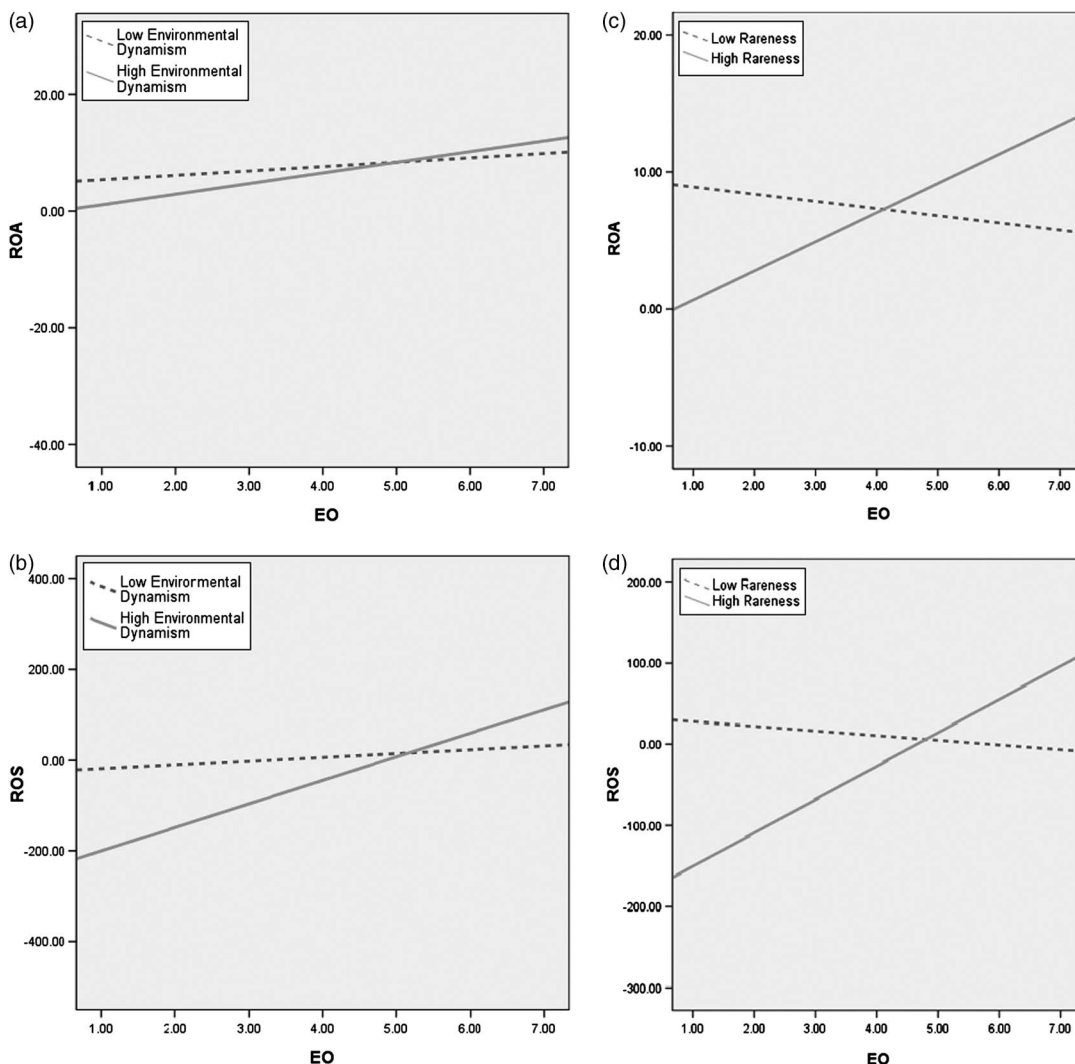 (a)
Low Environmental
Dynamism
High Environmental
Dynamism
20.00
0.00
-20.00
-40.00
ROA
1.00 2.00 3.00 4.00 5.00 6.00 7.00
EO
(c)
Low Rareness
High Rareness
20.00
10.00
0.00
-10.00
ROA
1.00 2.00 3.00 4.00 5.00 6.00 7.00
EO
(b)
Low Environmental
Dynamism
High Environmental
Dynamism
400.00
200.00
0.00
-200.00
-400.00
ROS
1.00 2.00 3.00 4.00 5.00 6.00 7.00
EO
(d)
Low Rareness
High Rareness
200.00
100.00
0.00
-100.00
-200.00
-300.00
ROS
1.00 2.00 3.00 4.00 5.00 6.00 7.00
EO